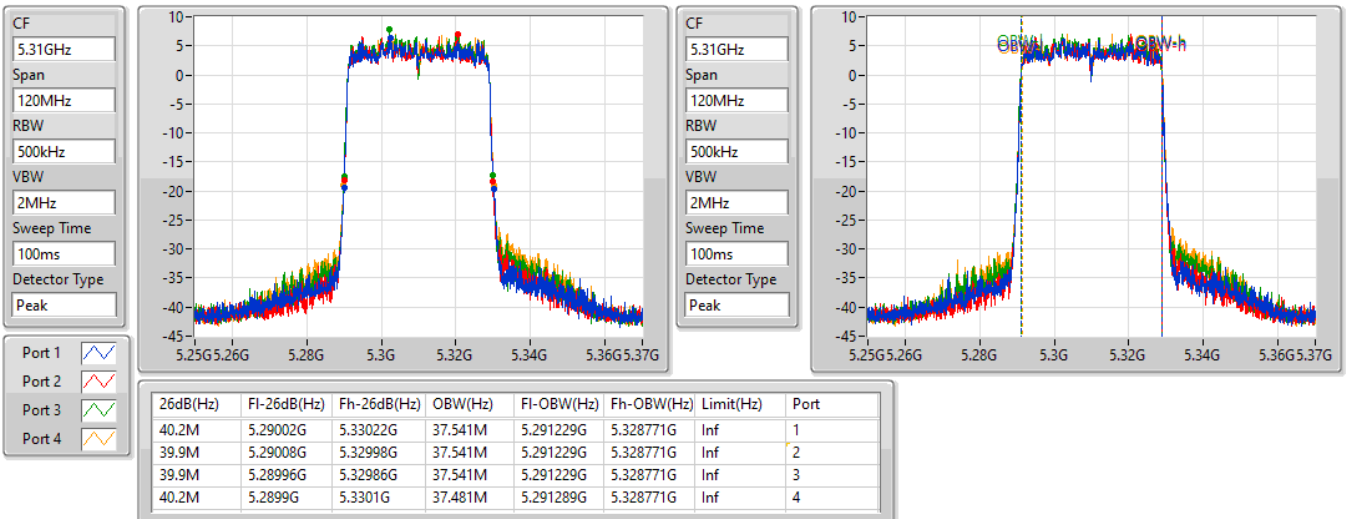 CF
5.31GHz
Span
120MHz
RBW
500kHz
VBW
2MHz
Sweep Time
100ms
Detector Type
Peak
10
5
0
-5
-10
-15
-20
-25
-30
-35
-40
-45
5.25G 5.26G 5.28G 5.3G 5.32G 5.34G 5.36G 5.37G
CF
5.31GHz
Span
120MHz
RBW
500kHz
VBW
2MHz
Sweep Time
100ms
Detector Type
Peak
10
5
0
-5
-10
-15
-20
-25
-30
-35
-40
-45
OBW-h
5.25G 5.26G 5.28G 5.3G 5.32G 5.34G 5.36G 5.37G
Port 1
Port 2
Port 3
Port 4
26dB(Hz) Fl-26dB(Hz) Fh-26dB(Hz) OBW(Hz) Fl-OBW(Hz) Fh-OBW(Hz) Limit(Hz) Port
40.2M 5.29002G 5.33022G 37.541M 5.291229G 5.328771G Inf 1
39.9M 5.29008G 5.32998G 37.541M 5.291229G 5.328771G Inf 2
39.9M 5.28996G 5.32986G 37.541M 5.291229G 5.328771G Inf 3
40.2M 5.2899G 5.3301G 37.481M 5.291289G 5.328771G Inf 4